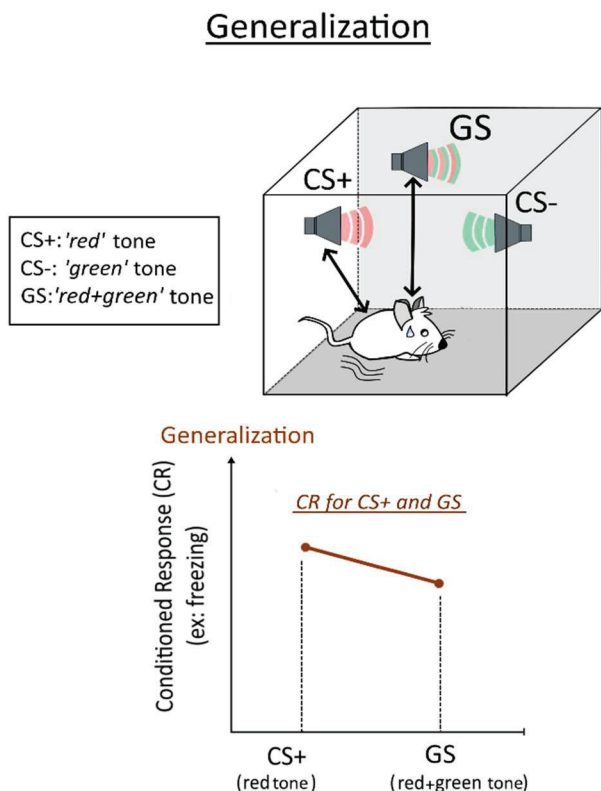 Generalization
GS
CS+
CS-
CS+:'red' tone
CS-: 'green' tone
GS:'red+green' tone
Generalization
CR for CS+ and GS
Conditioned Response (CR)
(ex: freezing)
CS+
(red tone)
GS
(red+green tone)